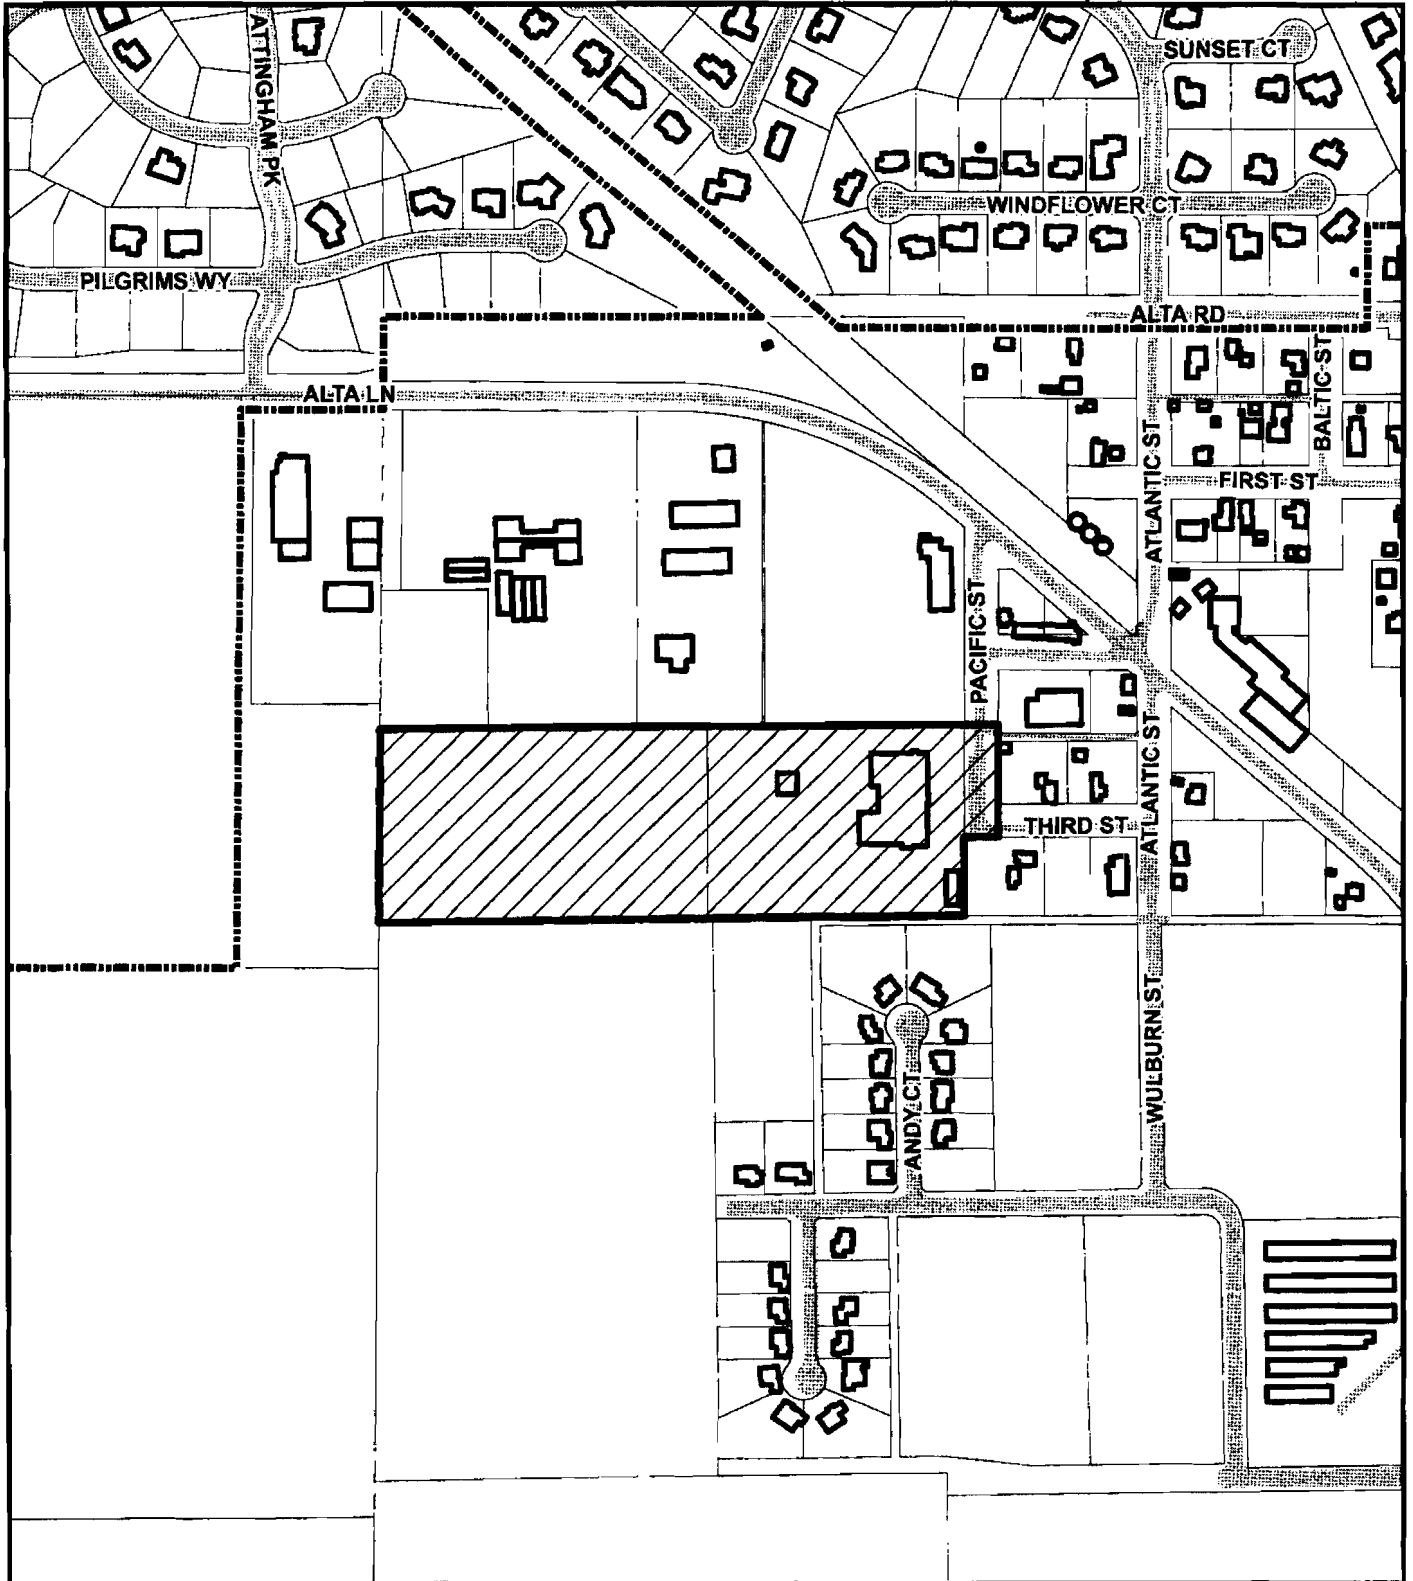 SUNSET CT
ATTINGHAM PK
WINDFLOWER CT
PILGRIMS WY
ALTA RD
ALTA LN
BALTIC ST
ATLANTIC ST
FIRST ST
PACIFIC ST
ATLANTIC ST
THIRD ST
WULBURN ST
ANDY CT